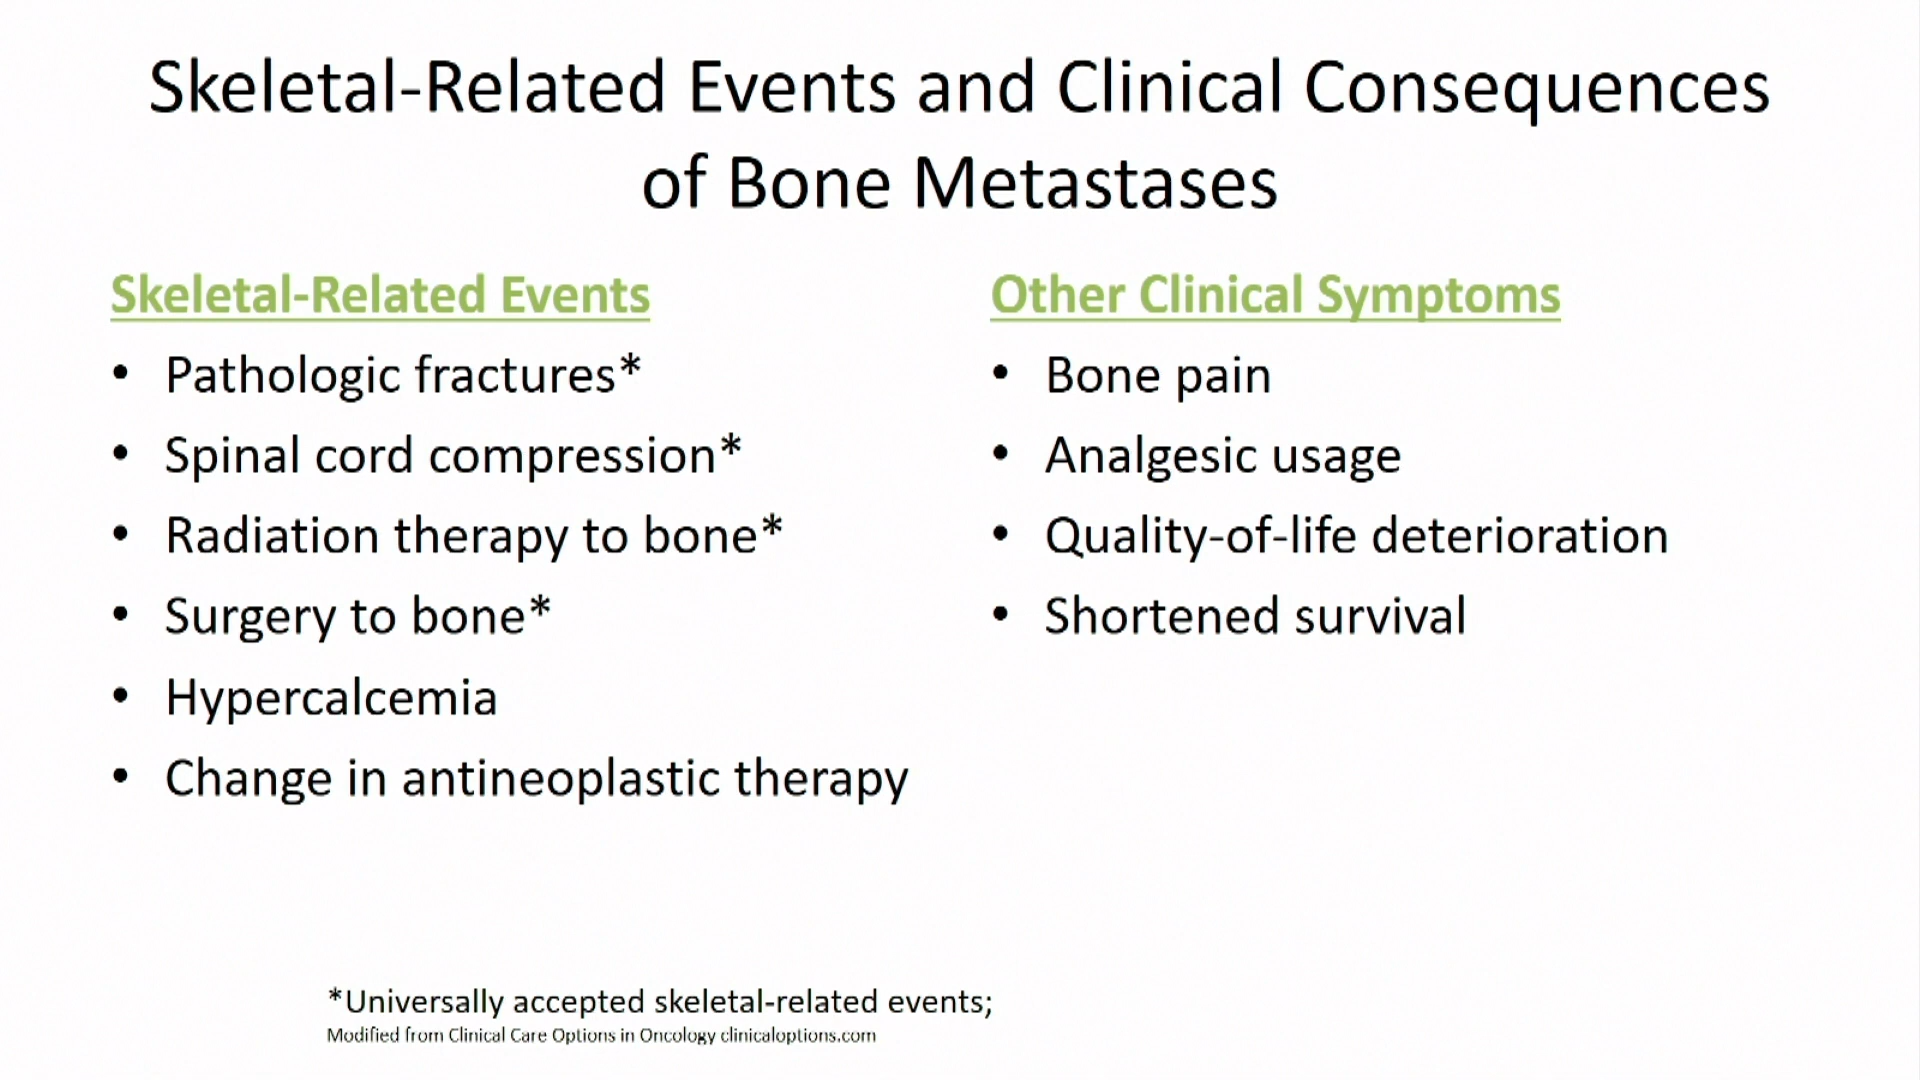 Skeletal-Related Events and Clinical Consequences
of Bone Metastases
Skeletal-Related Events
• Pathologic fractures*
• Spinal cord compression*
• Radiation therapy to bone*
• Surgery to bone*
• Hypercalcemia
• Change in antineoplastic therapy
Other Clinical Symptoms
• Bone pain
• Analgesic usage
• Quality-of-life deterioration
• Shortened survival
*Universally accepted skeletal-related events;
Modified from Clinical Care Options in Oncology clinicaloptions.com